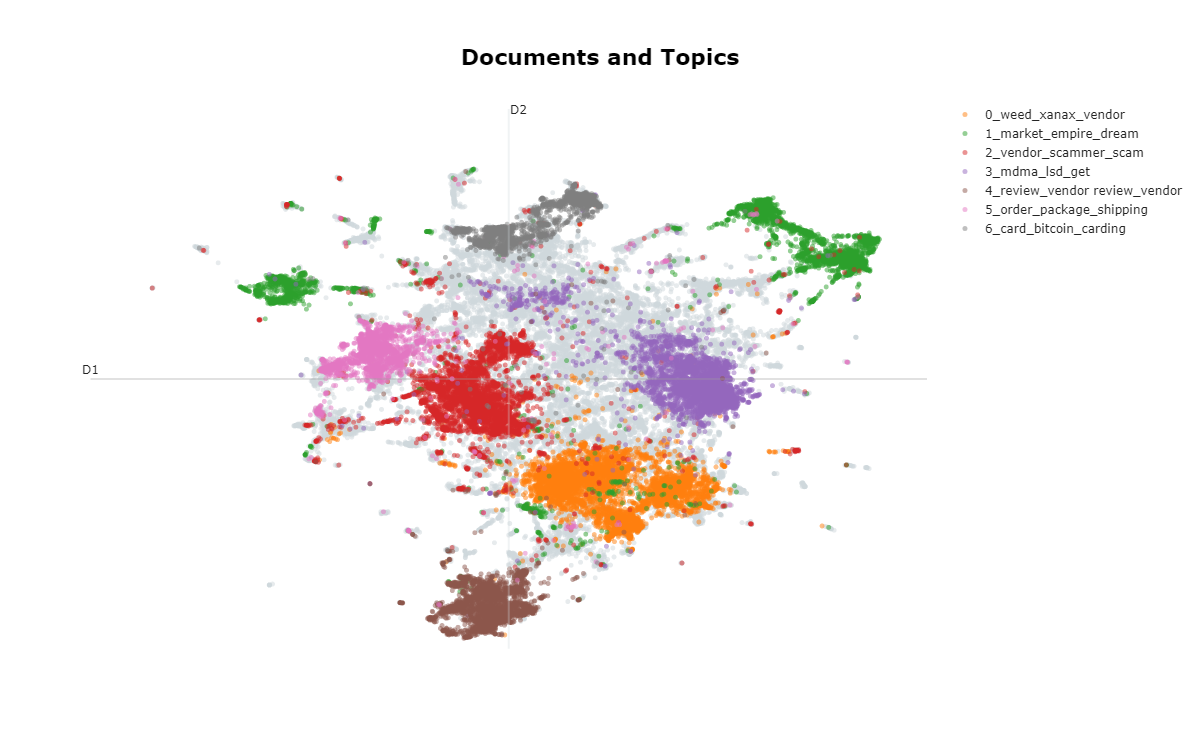 Documents and Topics
D2
D1
0_weed_xanax_vendor
1_market_empire_dream
2_vendor_scammer_scam
3_mdma_lsd_get
4_review_vendor review_vendor
5_order_package_shipping
6_card_bitcoin_carding